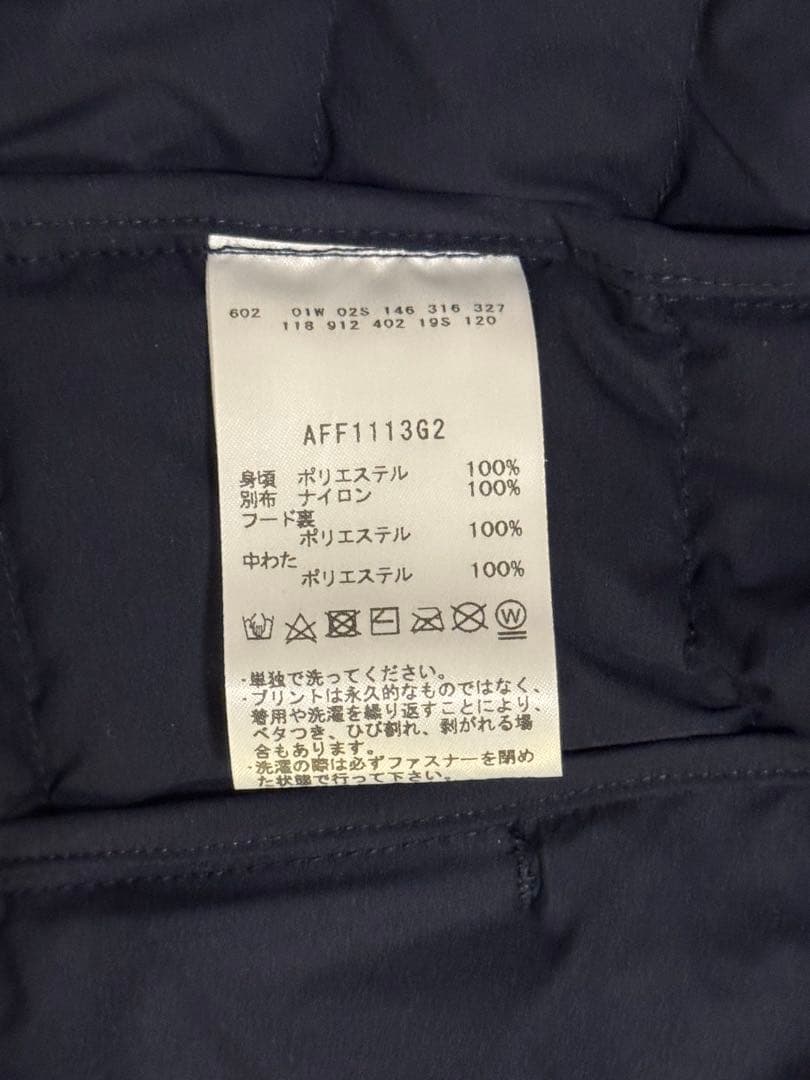 602 01W 02S 146 316 327
118 912 402 19S 120
AFF1113G2
身頃 ポリエステル 100%
別布 ナイロン 100%
フード裏
ポリエステル 100%
中わた
ポリエステル 100%
W
・単独で洗ってください。
・プリントは永久的なものではなく、
着用や洗濯を繰り返すことにより、
ベタつき、ひび割れ、剥がれる場
合もあります。
・洗濯の際は必ずファスナーを閉め
た状態で行って下さい。